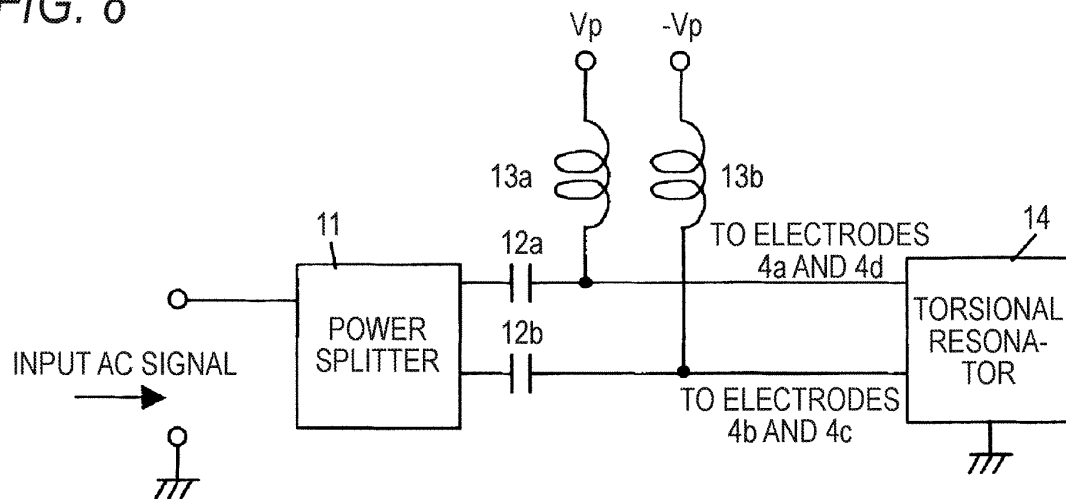 FIG. 6
Vp
-Vp
13a
13b
11
12a
TO ELECTRODES
4a AND 4d
14
POWER
SPLITTER
12b
TORSIONAL
RESONA-
TOR
INPUT AC SIGNAL
TO ELECTRODES
4b AND 4c